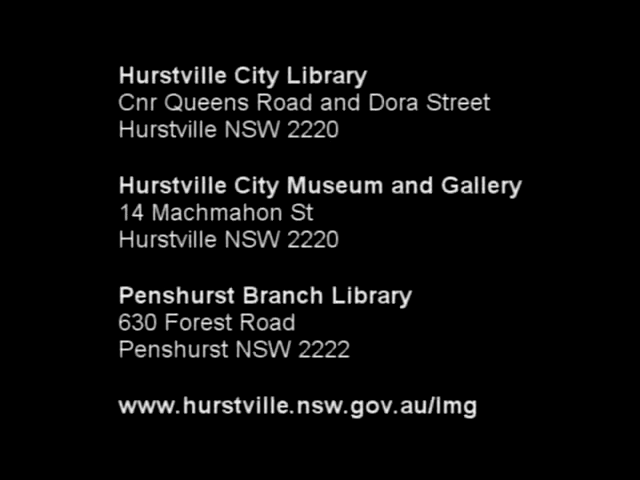 Hurstville City Library
Cnr Queens Road and Dora Street
Hurstville NSW 2220
Hurstville City Museum and Gallery
14 Machmahon St
Hurstville NSW 2220
Penshurst Branch Library
630 Forest Road
Penshurst NSW 2222
www.hurstville.nsw.gov.au/lmg